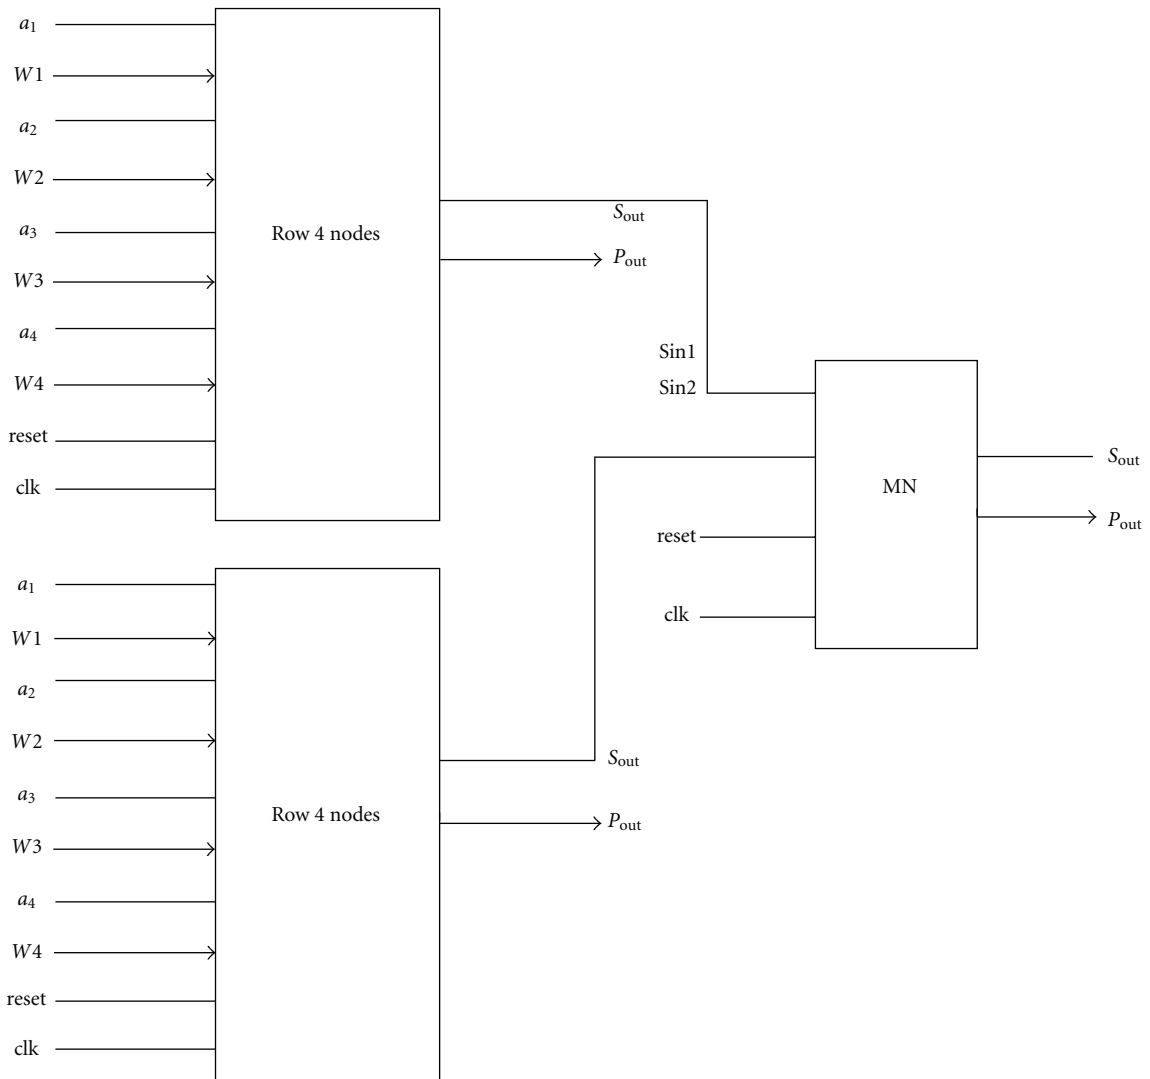 a1
W1
a2
W2
a3
W3
a4
W4
reset
clk
Row 4 nodes
Sout
Pout
Sin1
Sin2
reset
clk
MN
Sout
Pout
a1
W1
a2
W2
a3
W3
a4
W4
reset
clk
Row 4 nodes
Sout
Pout